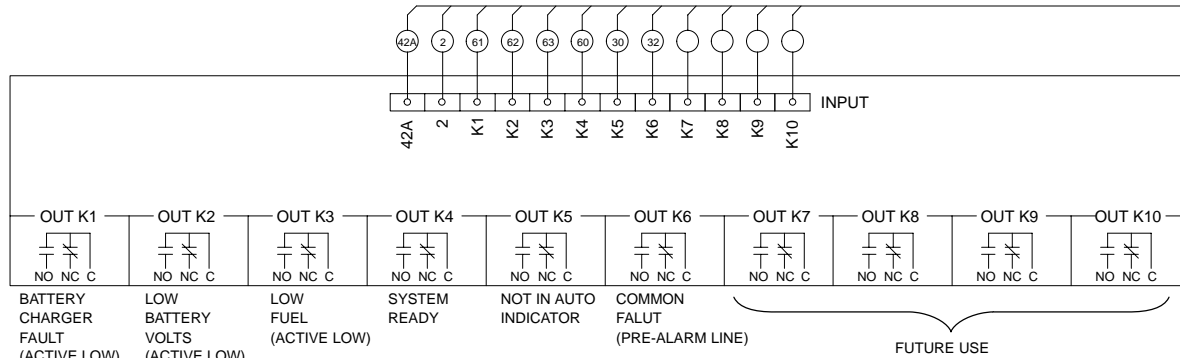 42A 2 61 62 63 60 30 32
INPUT
42A 2 K1 K2 K3 K4 K5 K6 K7 K8 K9 K10
OUT K1 OUT K2 OUT K3 OUT K4 OUT K5 OUT K6 OUT K7 OUT K8 OUT K9 OUT K10
NO NC C NO NC C NO NC C NO NC C NO NC C NO NC C NO NC C NO NC C NO NC C NO NC C
BATTERY
CHARGER
FAULT
(ACTIVE LOW)
LOW
BATTERY
VOLTS
(ACTIVE LOW)
LOW
FUEL
(ACTIVE LOW)
SYSTEM
READY
NOT IN AUTO
INDICATOR
COMMON
FALUT
(PRE-ALARM LINE)
FUTURE USE